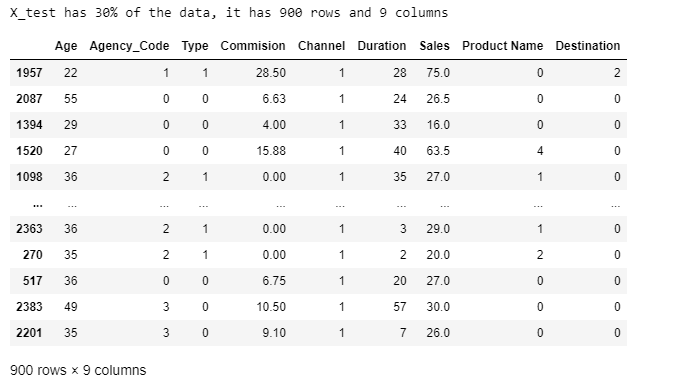 X_test has 30% of the data, it has 900 rows and 9 columns
Age Agency_Code Type Commision Channel Duration Sales Product Name Destination
1957 22 1 1 28.50 1 28 75.0 0 2
2087 55 0 0 6.63 1 24 26.5 0 0
1394 29 0 0 4.00 1 33 16.0 0 0
1520 27 0 0 15.88 1 40 63.5 4 0
1098 36 2 1 0.00 1 35 27.0 1 0
... ... ... ... ... ... ... ... ... ...
2363 36 2 1 0.00 1 3 29.0 1 0
270 35 2 1 0.00 1 2 20.0 2 0
517 36 0 0 6.75 1 20 27.0 0 0
2383 49 3 0 10.50 1 57 30.0 0 0
2201 35 3 0 9.10 1 7 26.0 0 0
900 rows × 9 columns